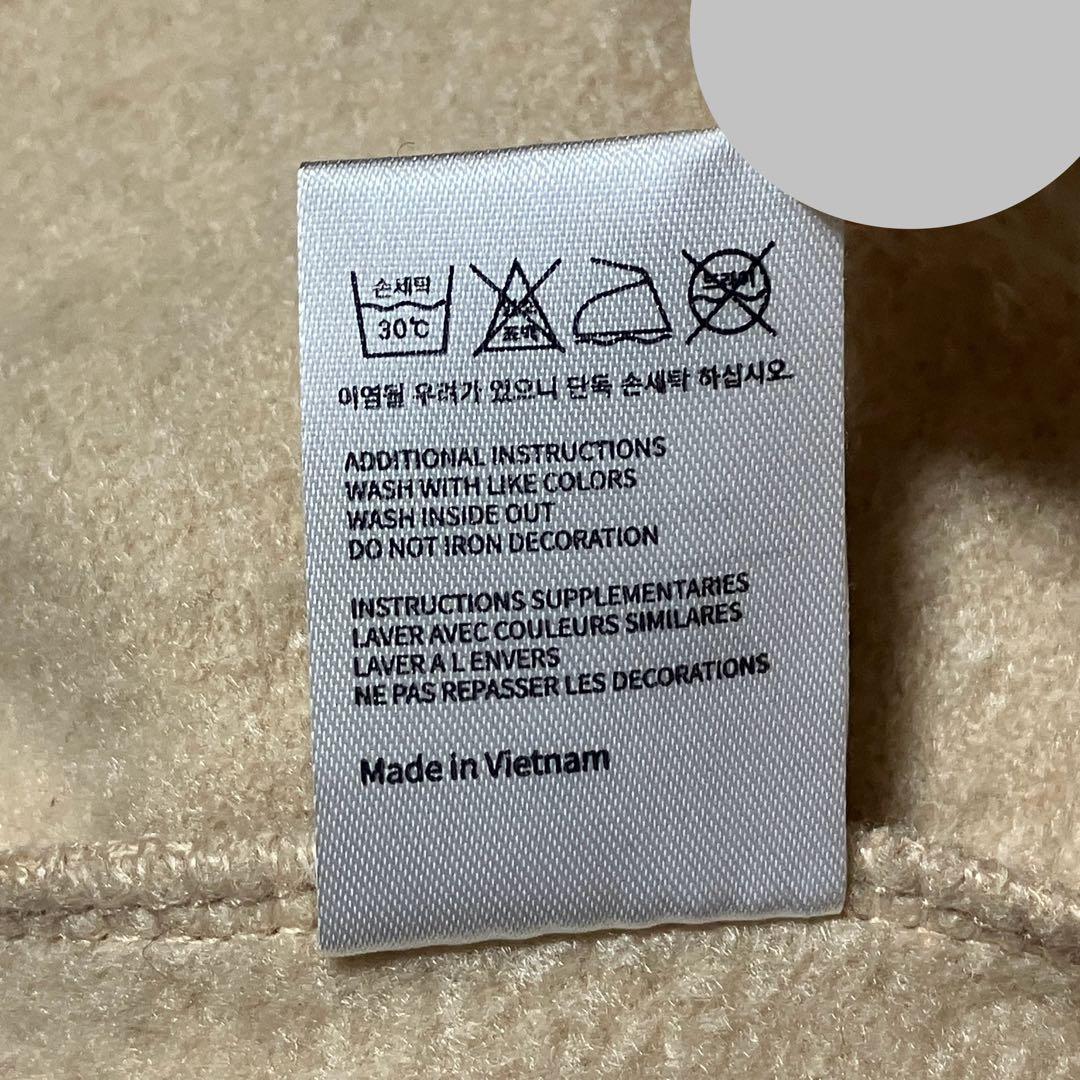 손세탁
30℃
드라이
이염될 우려가 있으니 단독 손세탁 하십시오.
ADDITIONAL INSTRUCTIONS
WASH WITH LIKE COLORS
WASH INSIDE OUT
DO NOT IRON DECORATION
INSTRUCTIONS SUPPLEMENTARIES
LAVER AVEC COULEURS SIMILARES
LAVER A L ENVERS
NE PAS REPASSER LES DECORATIONS
Made in Vietnam